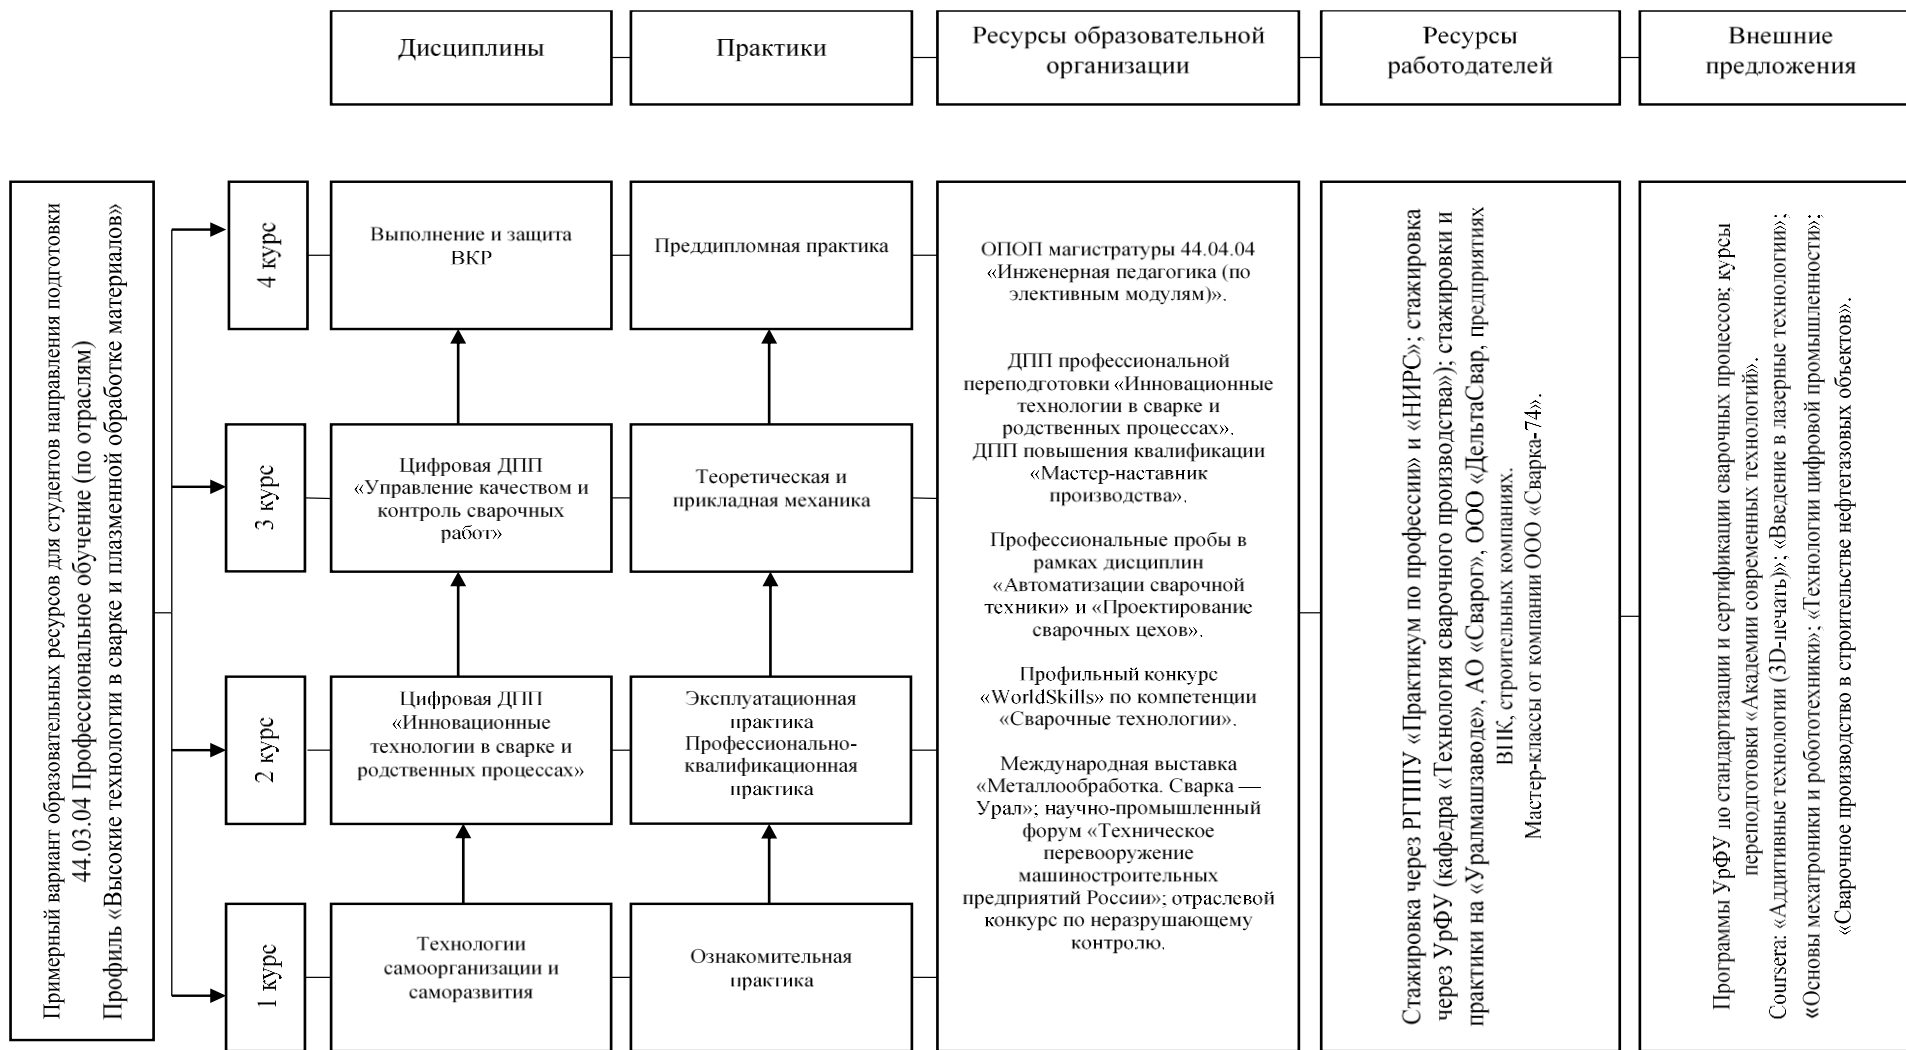 Дисциплины
Практики
Ресурсы образовательной
организации
Ресурсы
работодателей
Внешние
предложения
Примерный вариант образовательных ресурсов для студентов направления подготовки
44.03.04 Профессиональное обучение (по отраслям)
Профиль «Высокие технологии в сварке и плазменной обработке материалов»
4 курс
Выполнение и защита
ВКР
Преддипломная практика
3 курс
Цифровая ДПП
«Управление качеством и
контроль сварочных
работ»
Теоретическая и
прикладная механика
2 курс
Цифровая ДПП
«Инновационные
технологии в сварке и
родственных процессах»
Эксплуатационная
практика
Профессионально-
квалификационная
практика
1 курс
Технологии
самоорганизации и
саморазвития
Ознакомительная
практика
ОПОП магистратуры 44.04.04
«Инженерная педагогика (по
элективным модулям)».
ДПП профессиональной
переподготовки «Инновационные
технологии в сварке и
родственных процессах».
ДПП повышения квалификации
«Мастер-наставник
производства».
Профессиональные пробы в
рамках дисциплин
«Автоматизации сварочной
техники» и «Проектирование
сварочных цехов».
Профильный конкурс
«WorldSkills» по компетенции
«Сварочные технологии».
Международная выставка
«Металлообработка. Сварка —
Урал»; научно-промышленный
форум «Техническое
перевооружение
машиностроительных
предприятий России»; отраслевой
конкурс по неразрушающему
контролю.
Стажировка через РГППУ «Практикум по профессии» и «НИРС»; стажировка
через УрФУ (кафедра «Технология сварочного производства»); стажировки и
практики на «Уралмашзаводе», АО «Сварог», ООО «ДельтаСвар, предприятиях
ВПК, строительных компаниях.
Мастер-классы от компании ООО «Сварка-74».
Программы УрФУ по стандартизации и сертификации сварочных процессов: курсы
переподготовки «Академии современных технологий».
Coursera: «Аддитивные технологии (3D-печать)»; «Введение в лазерные технологии»;
«Основы мехатроники и робототехники»; «Технологии цифровой промышленности»;
«Сварочное производство в строительстве нефтегазовых объектов».